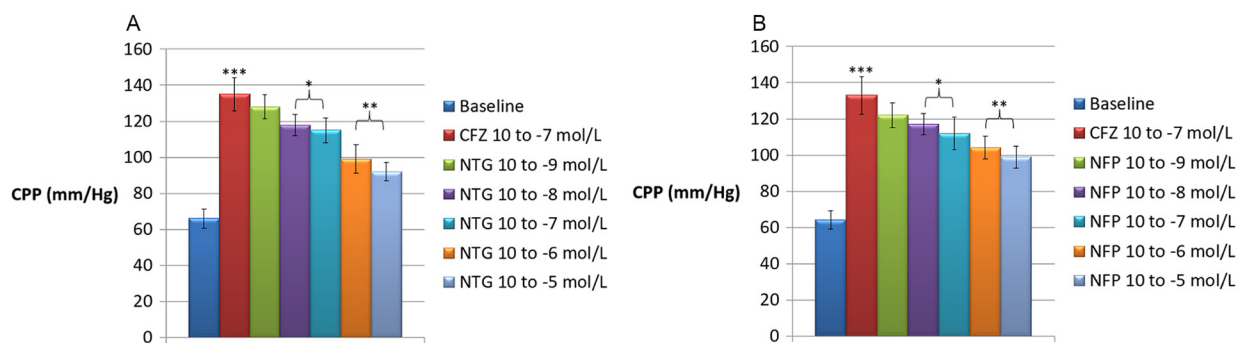 A
CPP (mm/Hg)
160
140
120
100
80
60
40
20
0
***
*
**
Baseline
CFZ 10 to -7 mol/L
NTG 10 to -9 mol/L
NTG 10 to -8 mol/L
NTG 10 to -7 mol/L
NTG 10 to -6 mol/L
NTG 10 to -5 mol/L
B
CPP (mm/Hg)
160
140
120
100
80
60
40
20
0
***
*
**
Baseline
CFZ 10 to -7 mol/L
NFP 10 to -9 mol/L
NFP 10 to -8 mol/L
NFP 10 to -7 mol/L
NFP 10 to -6 mol/L
NFP 10 to -5 mol/L